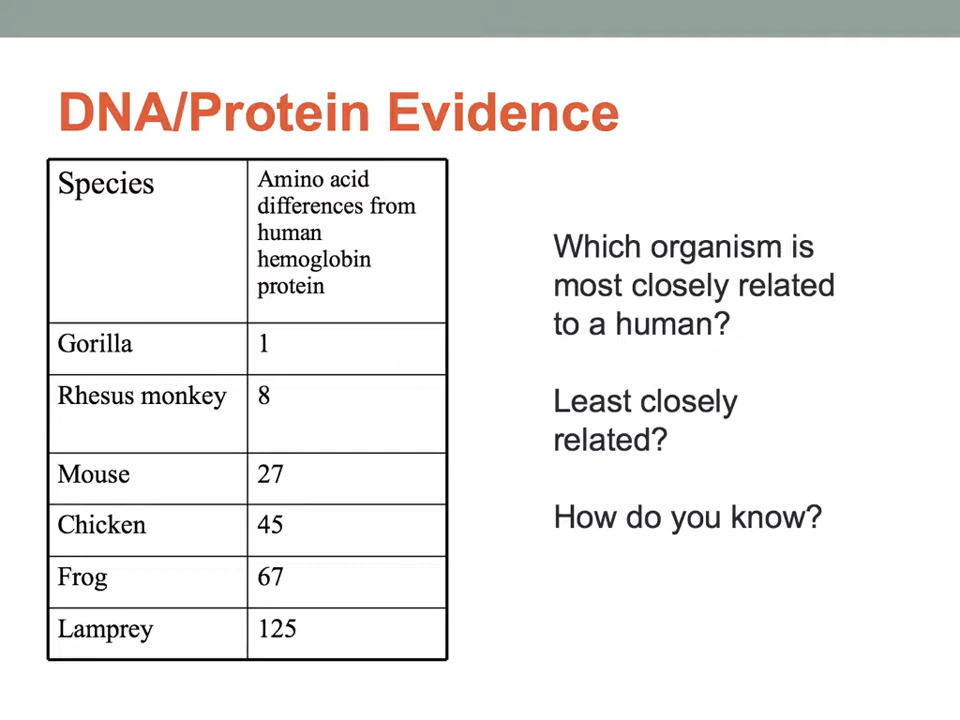 DNA/Protein Evidence
Species
Amino acid
differences from
human
hemoglobin
protein
Gorilla
1
Rhesus monkey
8
Mouse
27
Chicken
45
Frog
67
Lamprey
125
Which organism is
most closely related
to a human?
Least closely
related?
How do you know?